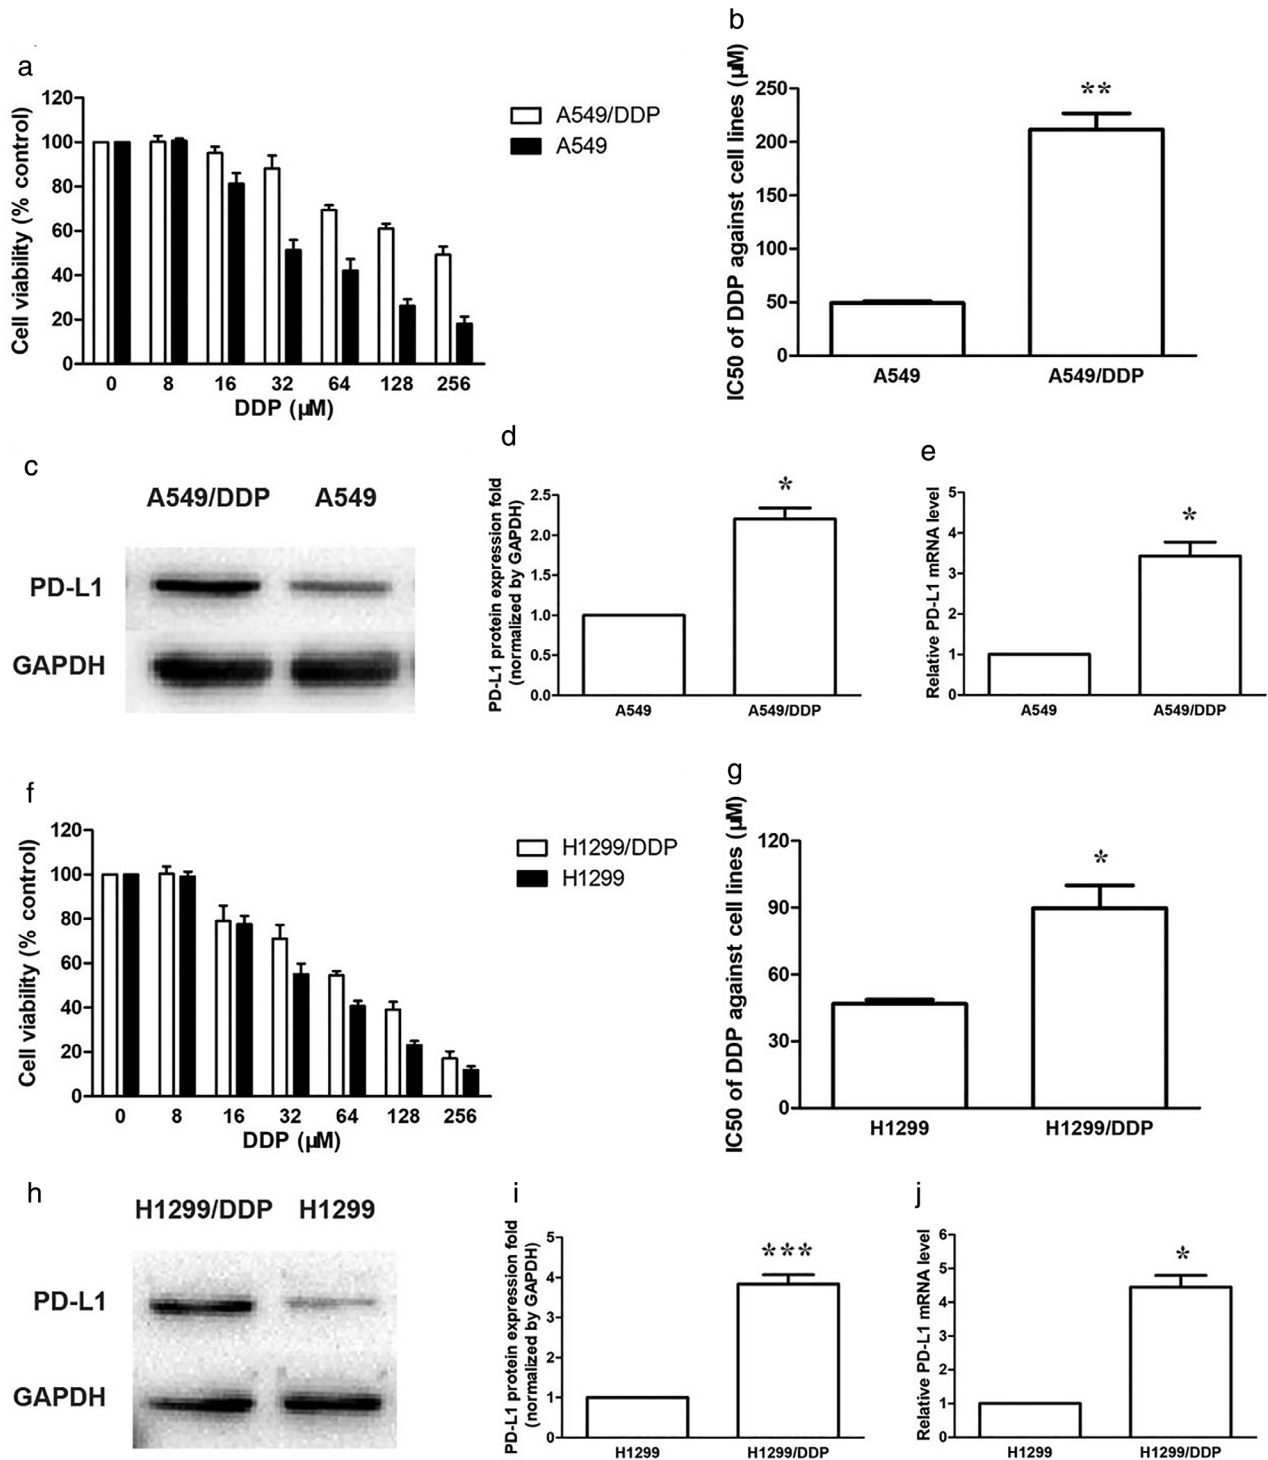 a
Cell viability (% control)
120
100
80
60
40
20
0
0 8 16 32 64 128 256
DDP (µM)
A549/DDP
A549
b
IC50 of DDP against cell lines (µM)
250
200
150
100
50
0
**
A549 A549/DDP
c
A549/DDP A549
PD-L1
GAPDH
d
PD-L1 protein expression fold
(normalized by GAPDH)
2.5
2.0
1.5
1.0
0.5
0.0
*
A549 A549/DDP
e
Relative PD-L1 mRNA level
5
4
3
2
1
0
*
A549 A549/DDP
f
Cell viability (% control)
120
100
80
60
40
20
0
0 8 16 32 64 128 256
DDP (µM)
H1299/DDP
H1299
g
IC50 of DDP against cell lines (µM)
120
90
60
30
0
*
H1299 H1299/DDP
h
H1299/DDP H1299
PD-L1
GAPDH
i
PD-L1 protein expression fold
(normalized by GAPDH)
5
4
3
2
1
0
***
H1299 H1299/DDP
j
Relative PD-L1 mRNA level
6
5
4
3
2
1
0
*
H1299 H1299/DDP